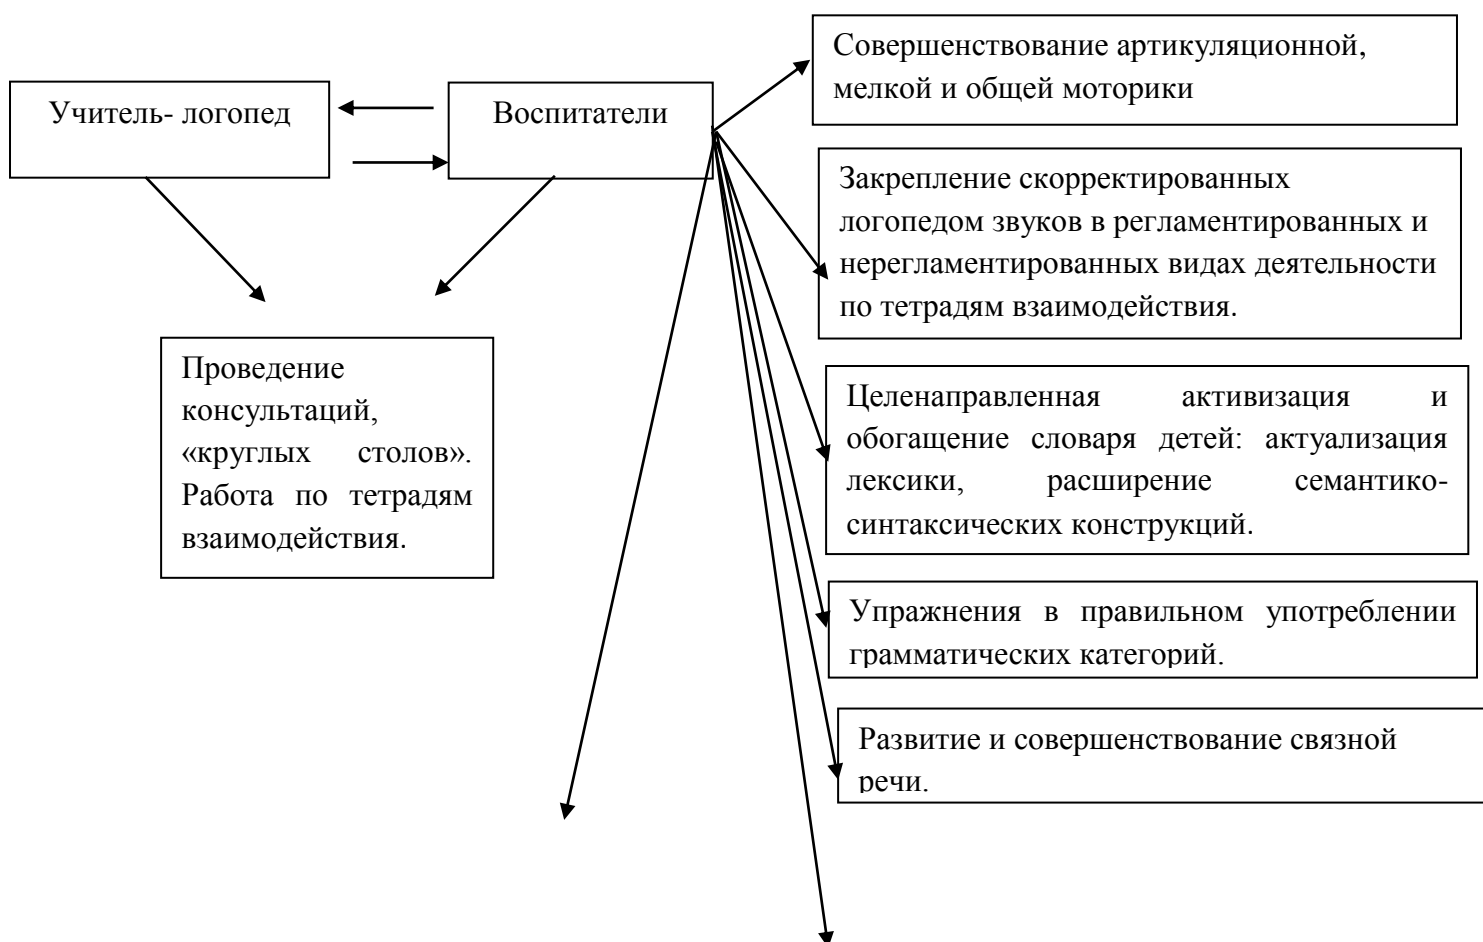 Учитель- логопед
Воспитатели
Совершенствование артикуляционной,
мелкой и общей моторики
Закрепление скорректированных
логопедом звуков в регламентированных и
нерегламентированных видах деятельности
по тетрадям взаимодействия.
Проведение
консультаций,
«круглых столов».
Работа по тетрадям
взаимодействия.
Целенаправленная активизация и
обогащение словаря детей: актуализация
лексики, расширение семантико-
синтаксических конструкций.
Упражнения в правильном употреблении
грамматических категорий.
Развитие и совершенствование связной
речи.